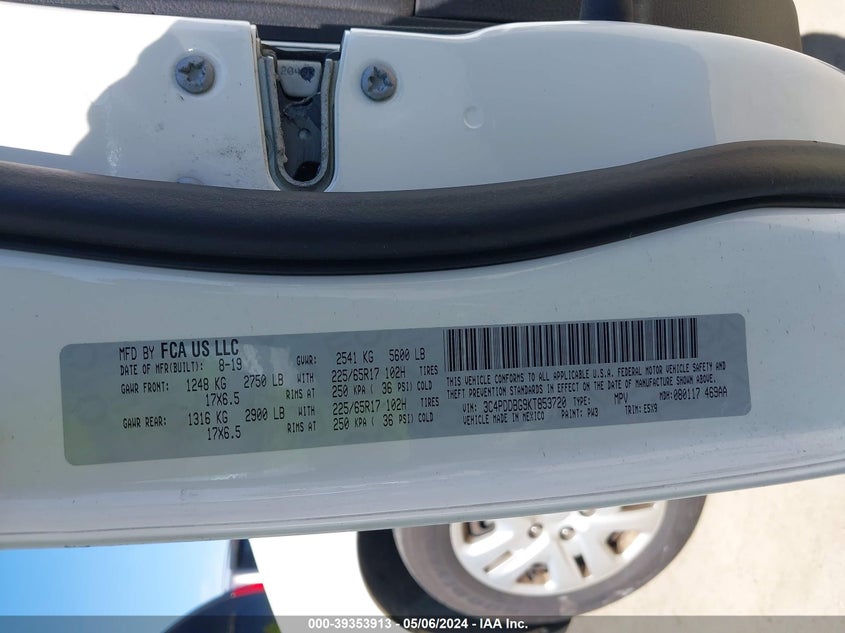 204
MFD BY FCA US LLC
DATE OF MFR(BUILT): 8-19 GVWR: 2541 KG 5600 LB
GAWR FRONT: 1248 KG 2750 LB WITH 225/65R17 102H TIRES
17X6.5 RIMS AT 250 KPA ( 36 PSI) COLD
GAWR REAR: 1316 KG 2900 LB WITH 225/65R17 102H TIRES
17X6.5 RIMS AT 250 KPA ( 36 PSI) COLD
THIS VEHICLE CONFORMS TO ALL APPLICABLE U.S.A. FEDERAL MOTOR VEHICLE SAFETY AND
THEFT PREVENTION STANDARDS IN EFFECT ON THE DATE OF MANUFACTURE SHOWN ABOVE.
VIN: 3C4PDDBG9KT853720 TYPE: MPV MDH: 080117 469AA
VEHICLE MADE IN MEXICO PAINT: PW3 TRIM: E5X9
000-39353913 - 05/06/2024 - IAA Inc.